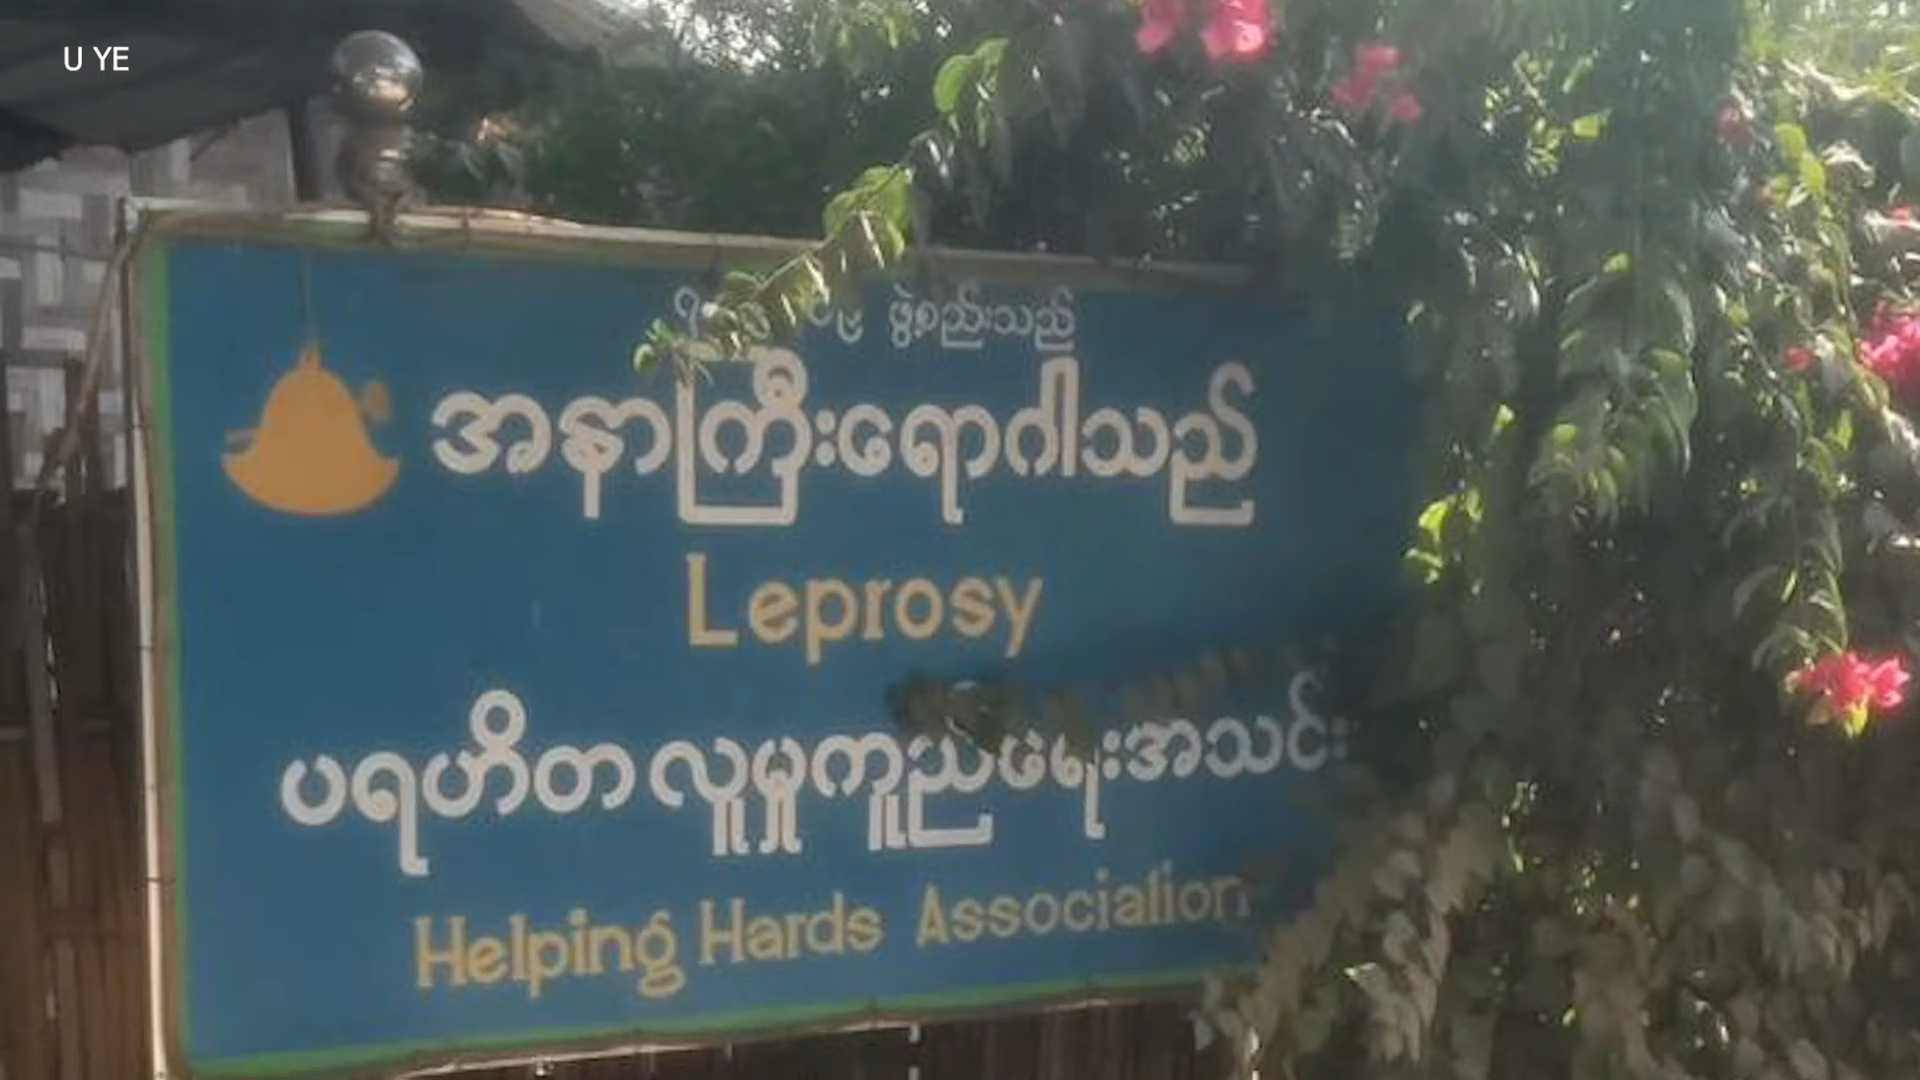 U YE
ဖွဲ့စည်းသည်
အနာကြီးရောဂါသည်
Leprosy
ပရဟိတ လူမှုကူညီဖေးရေးအသင်း
Helping Hards Association